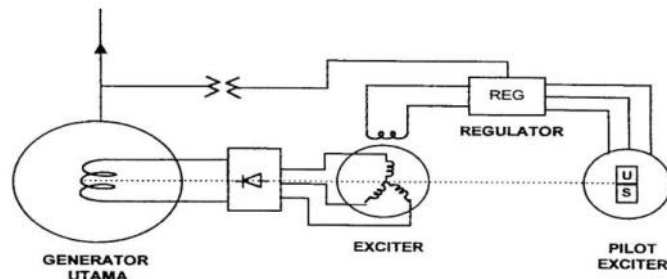 REG
REGULATOR
U
S
GENERATOR
UTAMA
EXCITER
PILOT
EXCITER